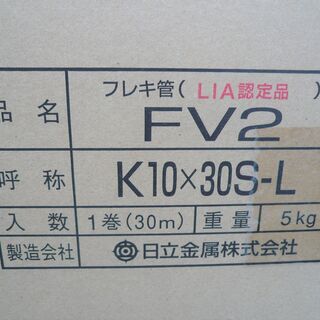 フレキ管(LIA認定品)
品名 FV2
呼称 K10×30S-L
入数 1巻(30m) 重量 5kg
製造会社 日立金属株式会社